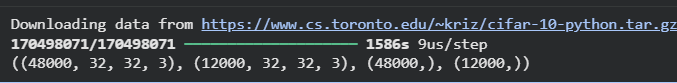 Downloading data from https://www.cs.toronto.edu/~kriz/cifar-10-python.tar.gz
170498071/170498071 ━━━━━━━━━━━━━━━━━━━━ 1586s 9us/step
((48000, 32, 32, 3), (12000, 32, 32, 3), (48000,), (12000,))